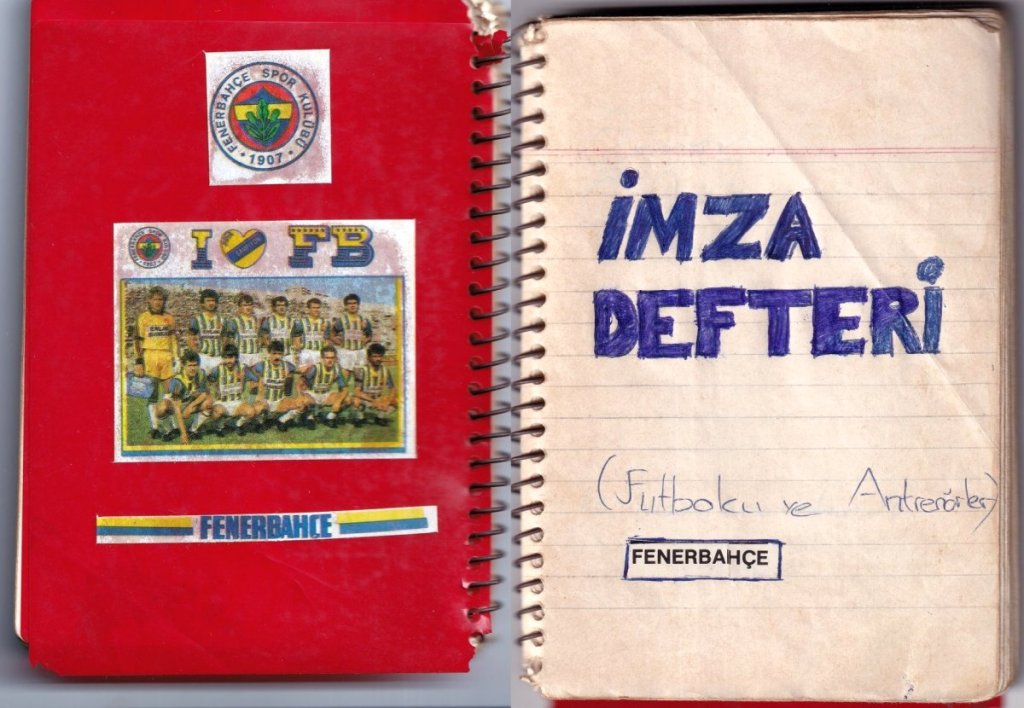 FENERBAHÇE SPOR KULÜBÜ
• 1907 •
I FB
FENERBAHÇE
İMZA
DEFTERİ
(Futbolcu ve Antrenörler)
FENERBAHÇE